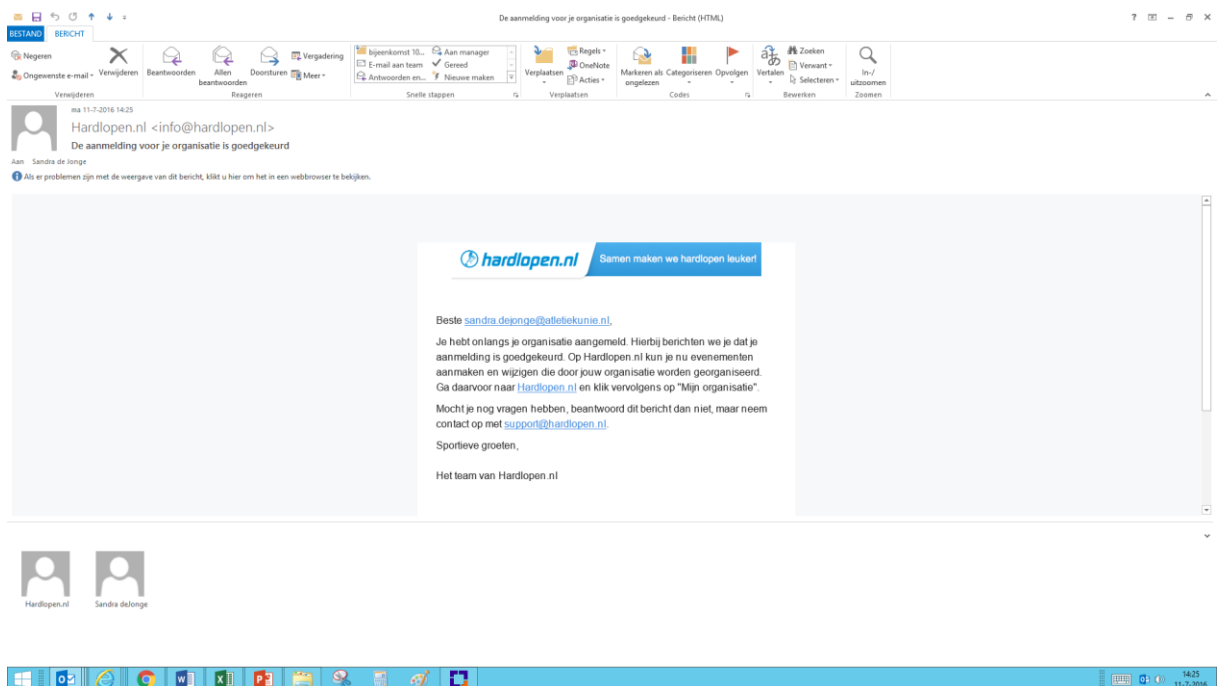 De aanmelding voor je organisatie is goedgekeurd - Bericht (HTML)
BESTAND BERICHT
Negeren
Ongewenste e-mail
Verwijderen
Verwijderen
Beantwoorden
Allen
beantwoorden
Doorsturen
Vergadering
Meer
Reageren
bijeenkomst 10...
E-mail aan team
Antwoorden en...
Aan manager
Gereed
Nieuwe maken
Snelle stappen
Verplaatsen
Regels
OneNote
Acties
Verplaatsen
Markeren als
ongelezen
Categoriseren
Opvolgen
Codes
Vertalen
Zoeken
Verwant
Selecteren
Bewerken
In-/
uitzoomen
Zoomen
ma 11-7-2016 14:25
Hardlopen.nl <info@hardlopen.nl>
De aanmelding voor je organisatie is goedgekeurd
Aan Sandra de Jonge
Als er problemen zijn met de weergave van dit bericht, klikt u hier om het in een webbrowser te bekijken.
hardlopen.nl Samen maken we hardlopen leuker!
Beste sandra.dejonge@atletiekunie.nl,
Je hebt onlangs je organisatie aangemeld. Hierbij berichten we je dat je
aanmelding is goedgekeurd. Op Hardlopen.nl kun je nu evenementen
aanmaken en wijzigen die door jouw organisatie worden georganiseerd.
Ga daarvoor naar Hardlopen.nl en klik vervolgens op "Mijn organisatie".
Mocht je nog vragen hebben, beantwoord dit bericht dan niet, maar neem
contact op met support@hardlopen.nl.
Sportieve groeten,
Het team van Hardlopen.nl
Hardlopen.nl Sandra deJonge
14:25
11-7-2016